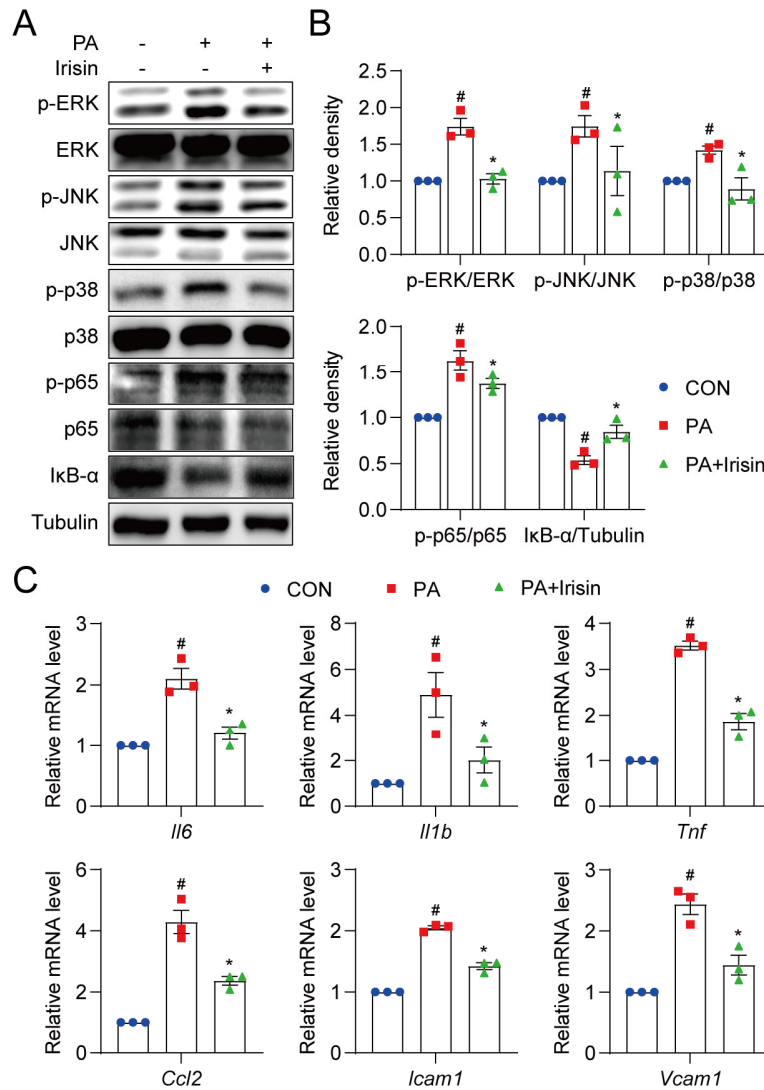 A
PA - + +
Irisin - - +
p-ERK
ERK
p-JNK
JNK
p-p38
p38
p-p65
p65
IκB-α
Tubulin
B
Relative density
2.5
2.0
1.5
1.0
0.5
0.0
# * # * # *
p-ERK/ERK p-JNK/JNK p-p38/p38
Relative density
2.0
1.5
1.0
0.5
0.0
# * # *
p-p65/p65 IκB-α/Tubulin
CON
PA
PA+Irisin
C
CON PA PA+Irisin
Relative mRNA level
3
2
1
0
# *
Il6
Relative mRNA level
8
6
4
2
0
# *
Il1b
Relative mRNA level
4
3
2
1
0
# *
Tnf
Relative mRNA level
6
4
2
0
# *
Ccl2
Relative mRNA level
3
2
1
0
# *
Icam1
Relative mRNA level
3
2
1
0
# *
Vcam1